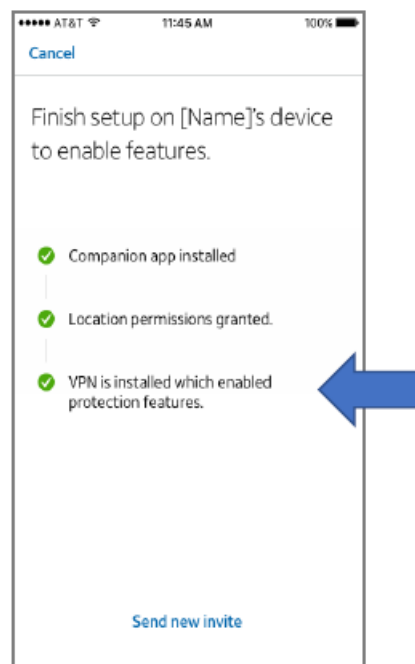 AT&T 11:45 AM 100%
Cancel
Finish setup on [Name]'s device
to enable features.
Companion app installed
Location permissions granted.
VPN is installed which enabled
protection features.
Send new invite